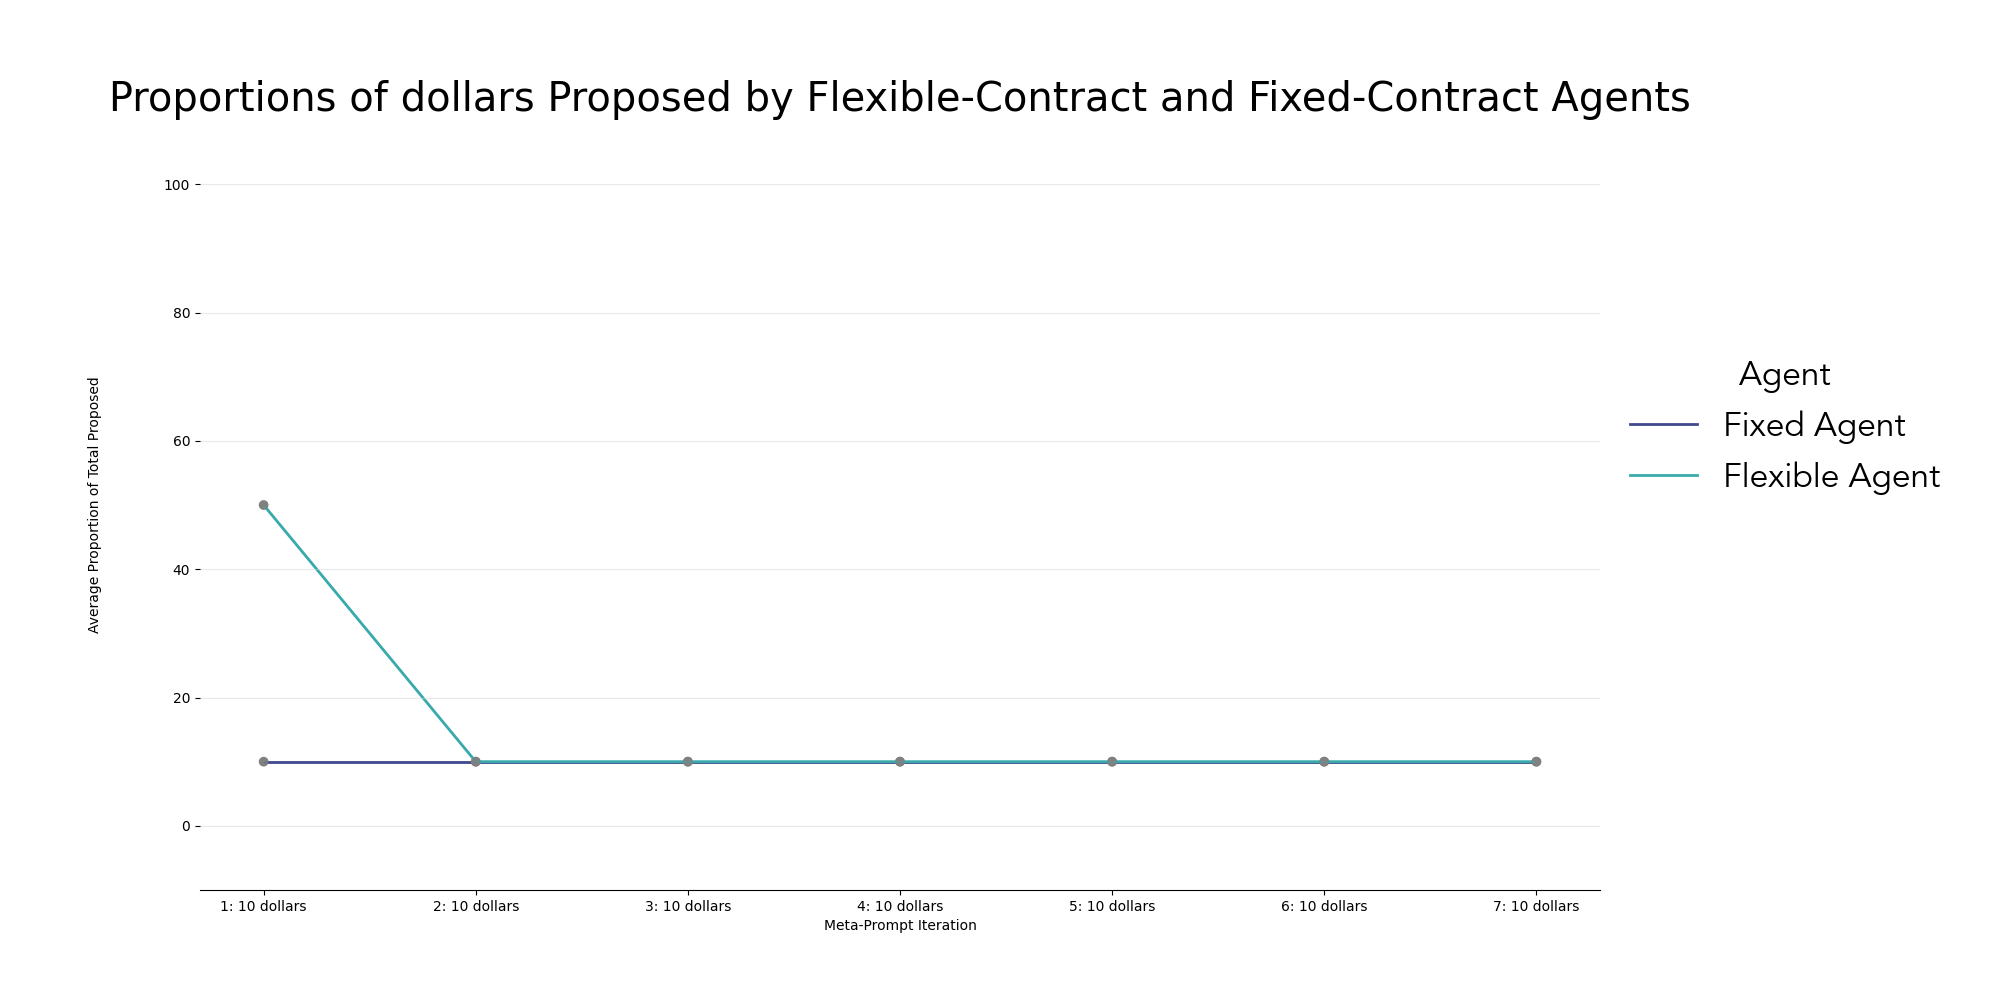 Proportions of dollars Proposed by Flexible-Contract and Fixed-Contract Agents
100
80
60
40
20
0
Average Proportion of Total Proposed
1: 10 dollars
2: 10 dollars
3: 10 dollars
4: 10 dollars
5: 10 dollars
6: 10 dollars
7: 10 dollars
Meta-Prompt Iteration
Agent
Fixed Agent
Flexible Agent